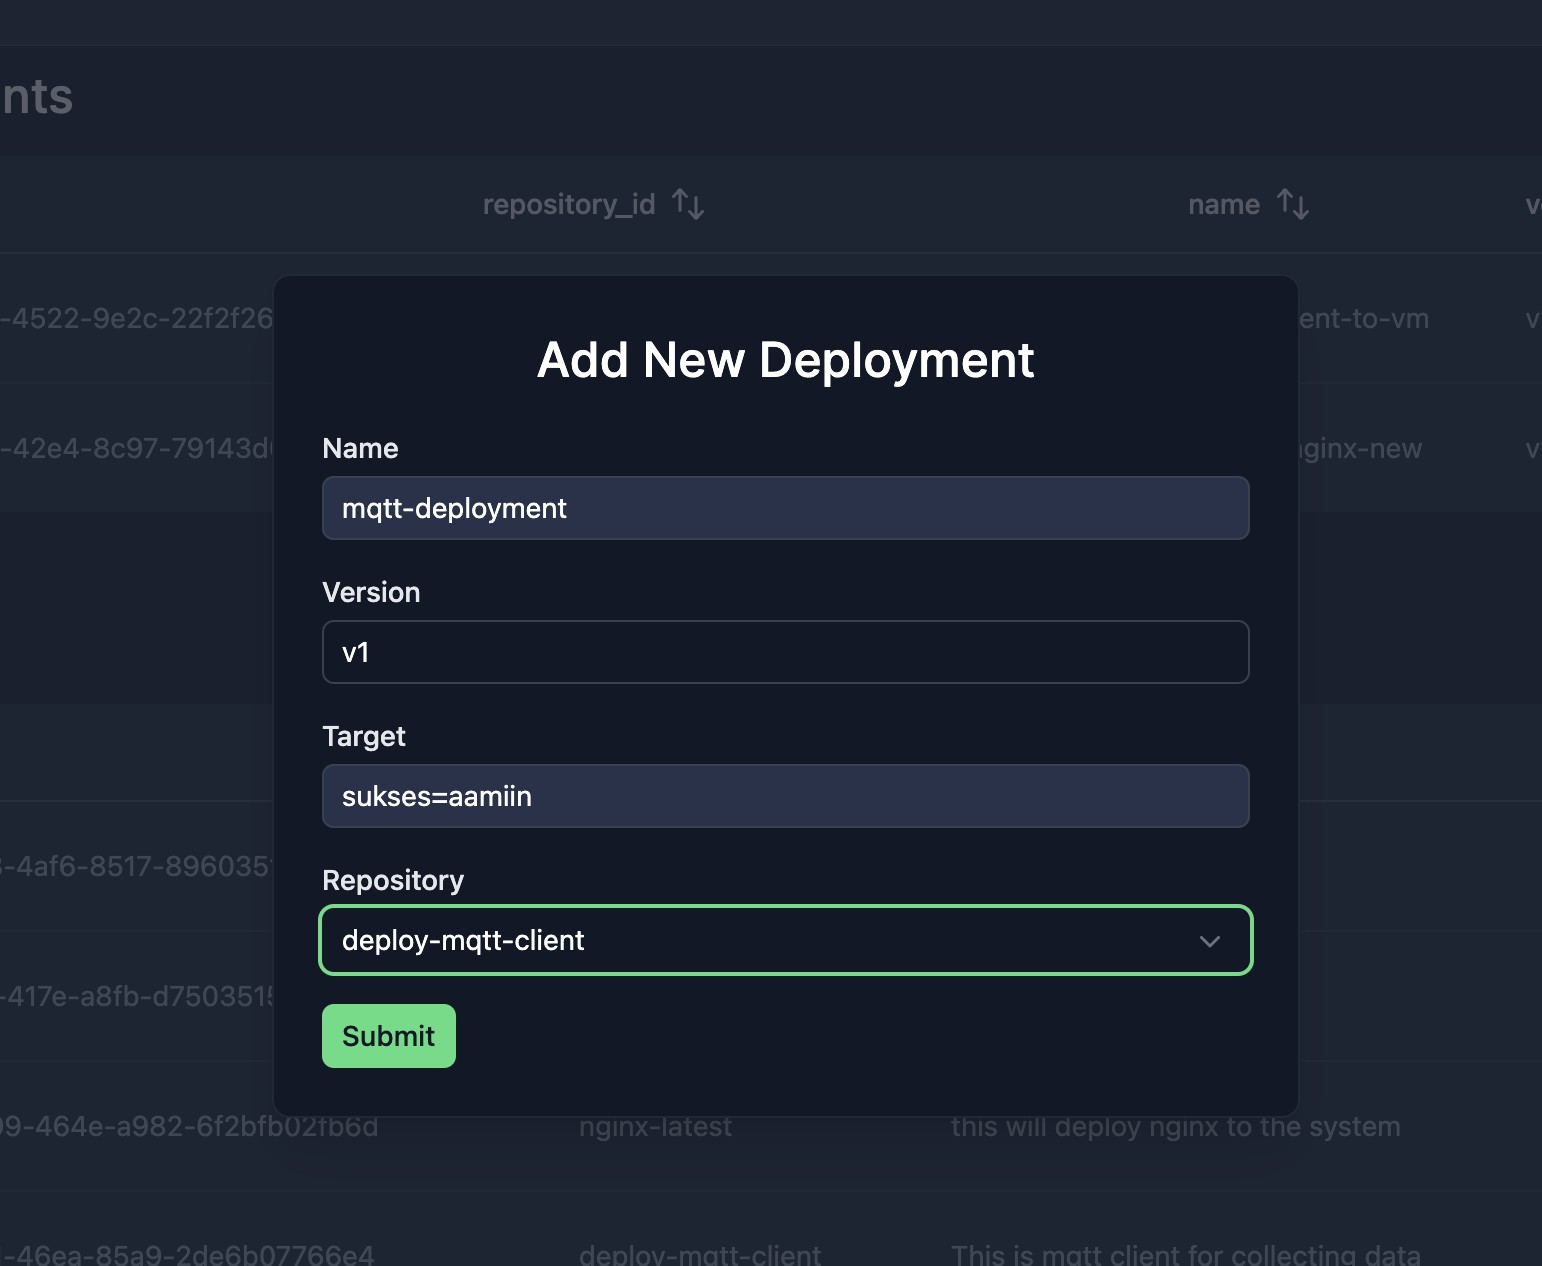 nts
repository_id name
-4522-9e2c-22f2f26 ent-to-vm v
Add New Deployment
Name
-42e4-8c97-79143d ginx-new v
mqtt-deployment
Version
v1
Target
sukses=aamiin
-4af6-8517-896035
Repository
deploy-mqtt-client
-417e-a8fb-d750351
Submit
99-464e-a982-6f2bfb02fb6d nginx-latest this will deploy nginx to the system
-46ea-85a9-2de6b07766e4 deploy-mqtt-client This is mqtt client for collecting data